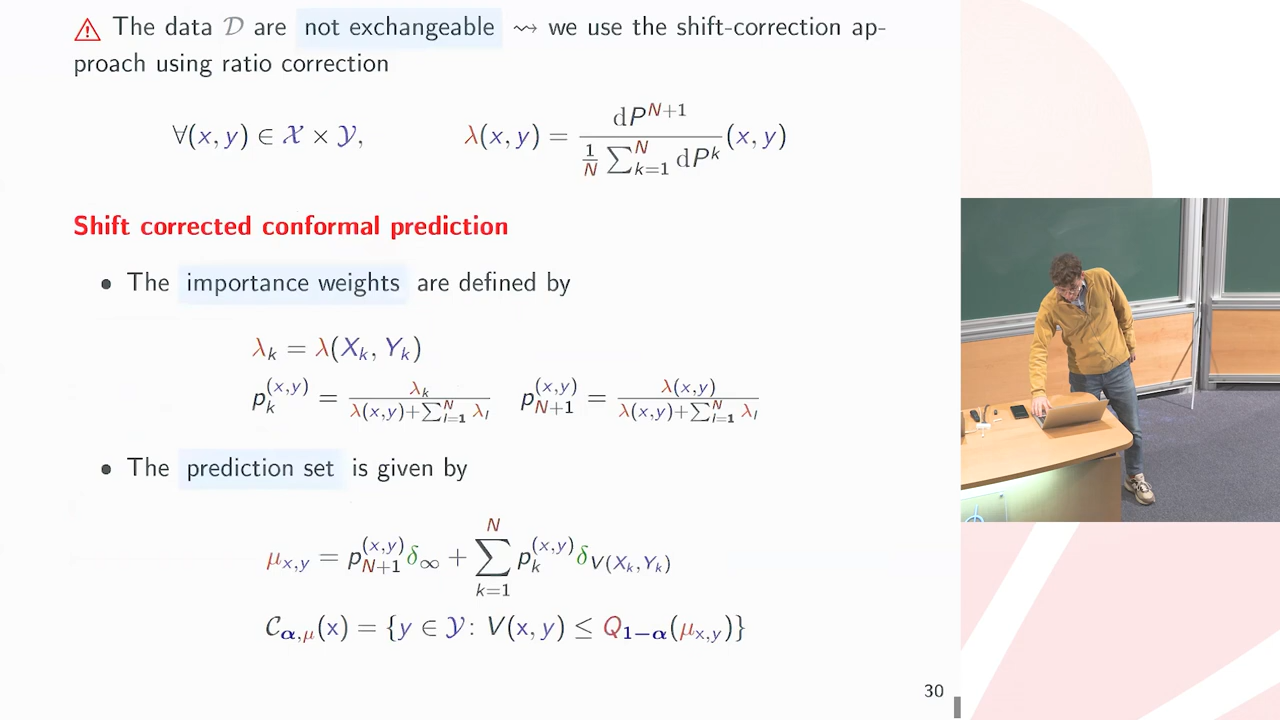 ⚠ The data 𝒟 are not exchangeable ⇝ we use the shift-correction ap-
proach using ratio correction
∀(x, y) ∈ 𝒳 × 𝒴, λ(x, y) = dP^{N+1} / (1/N ∑_{k=1}^{N} dP^k) (x, y)
Shift corrected conformal prediction
• The importance weights are defined by
λ_k = λ(X_k, Y_k)
p_k^{(x,y)} = λ_k / (λ(x,y)+∑_{l=1}^{N} λ_l) p_{N+1}^{(x,y)} = λ(x,y) / (λ(x,y)+∑_{l=1}^{N} λ_l)
• The prediction set is given by
μ_{x,y} = p_{N+1}^{(x,y)} δ_∞ + ∑_{k=1}^{N} p_k^{(x,y)} δ_{V(X_k,Y_k)}
𝒞_{α,μ}(x) = {y ∈ 𝒴: V(x, y) ≤ Q_{1−α}(μ_{x,y})}
30